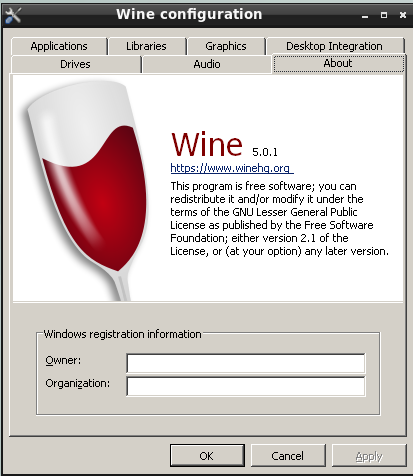 Wine configuration
Applications Libraries Graphics Desktop Integration
Drives Audio About
Wine 5.0.1
https://www.winehq.org
This program is free software; you can
redistribute it and/or modify it under the
terms of the GNU Lesser General Public
License as published by the Free Software
Foundation; either version 2.1 of the
License, or (at your option) any later version.
Windows registration information
Owner:
Organization:
OK Cancel Apply